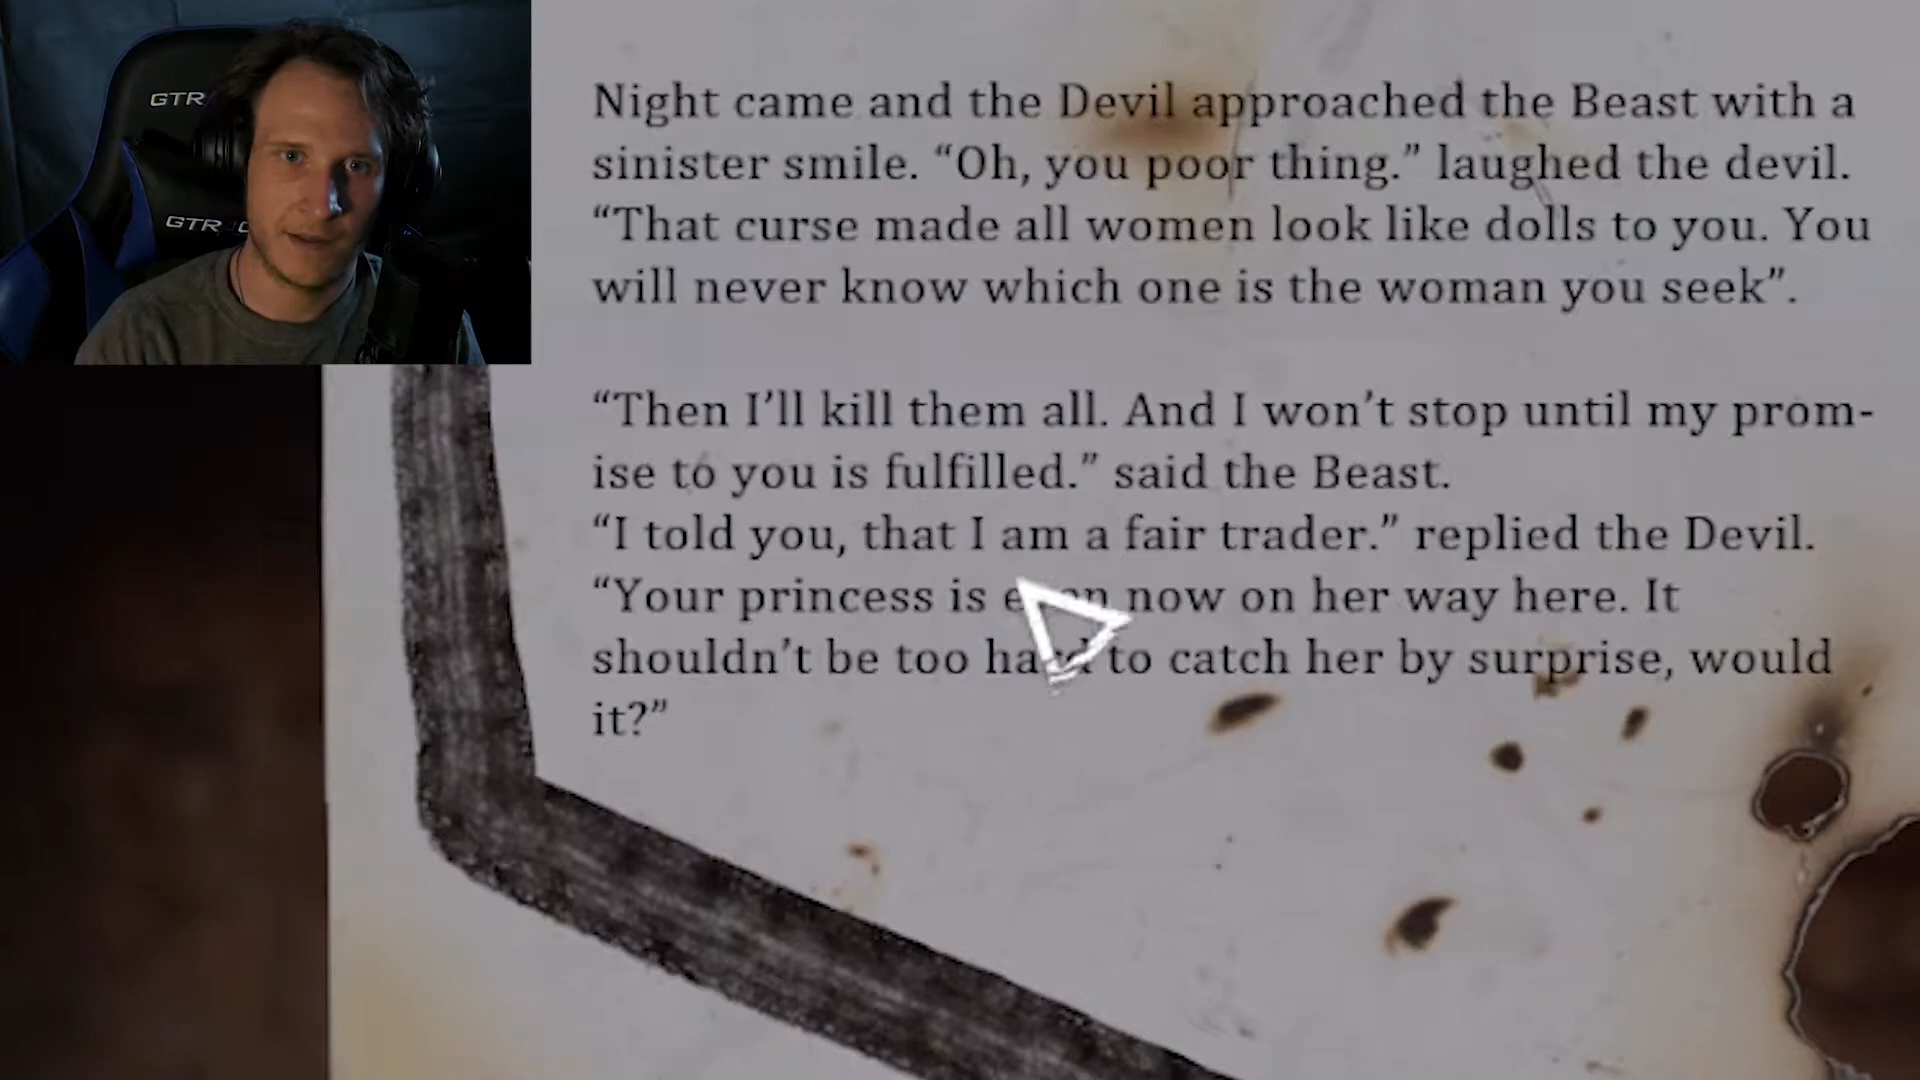 GTR
GTR
Night came and the Devil approached the Beast with a
sinister smile. “Oh, you poor thing.” laughed the devil.
“That curse made all women look like dolls to you. You
will never know which one is the woman you seek”.
“Then I’ll kill them all. And I won’t stop until my prom-
ise to you is fulfilled.” said the Beast.
“I told you, that I am a fair trader.” replied the Devil.
“Your princess is even now on her way here. It
shouldn’t be too hard to catch her by surprise, would
it?”